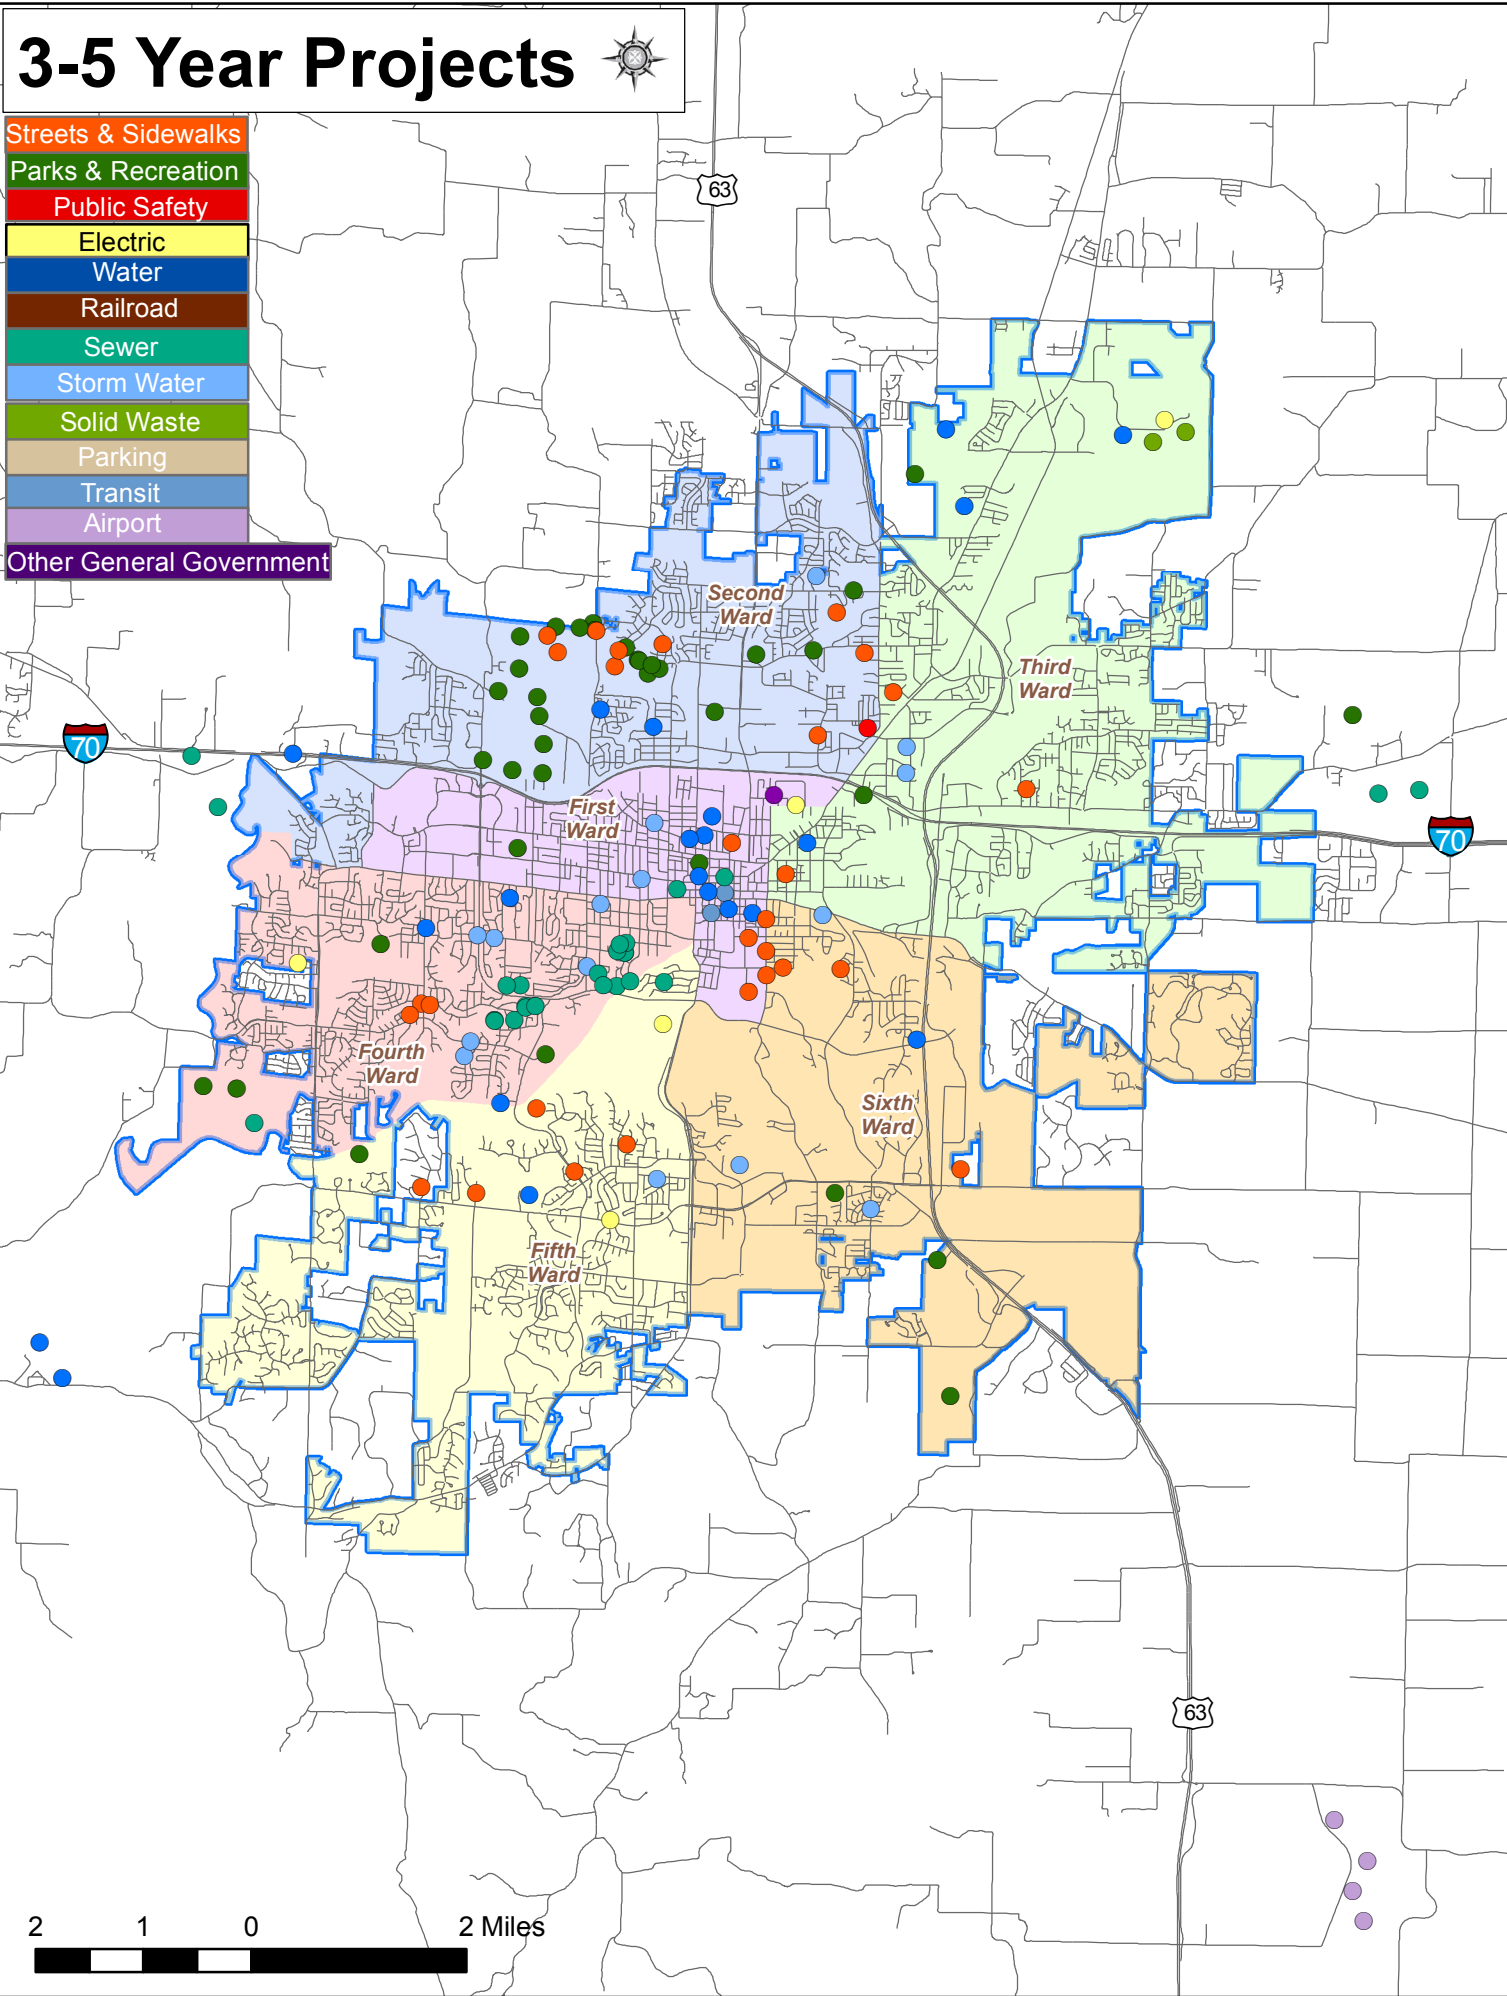 3-5 Year Projects
Streets & Sidewalks
Parks & Recreation
Public Safety
Electric
Water
Railroad
Sewer
Storm Water
Solid Waste
Parking
Transit
Airport
Other General Government
63
Second
Ward
Third
Ward
70
First
Ward
70
Fourth
Ward
Sixth
Ward
Fifth
Ward
63
2 1 0 2 Miles